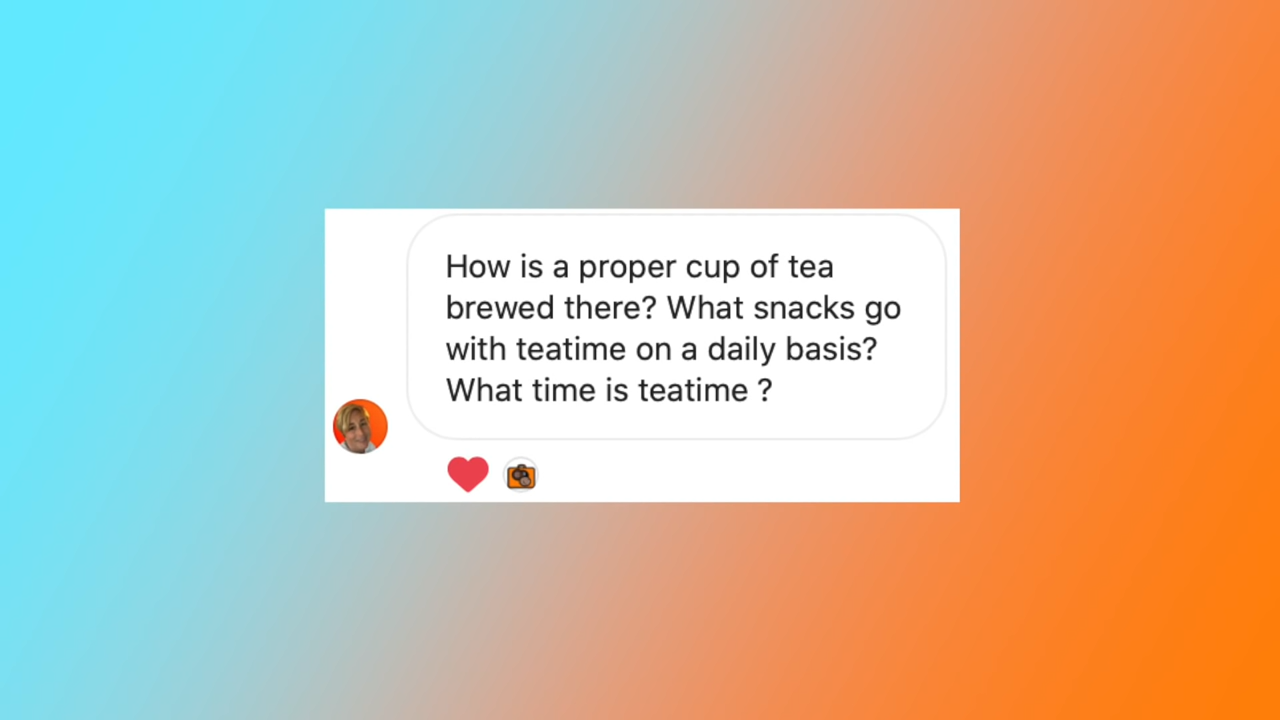 How is a proper cup of tea
brewed there? What snacks go
with teatime on a daily basis?
What time is teatime ?